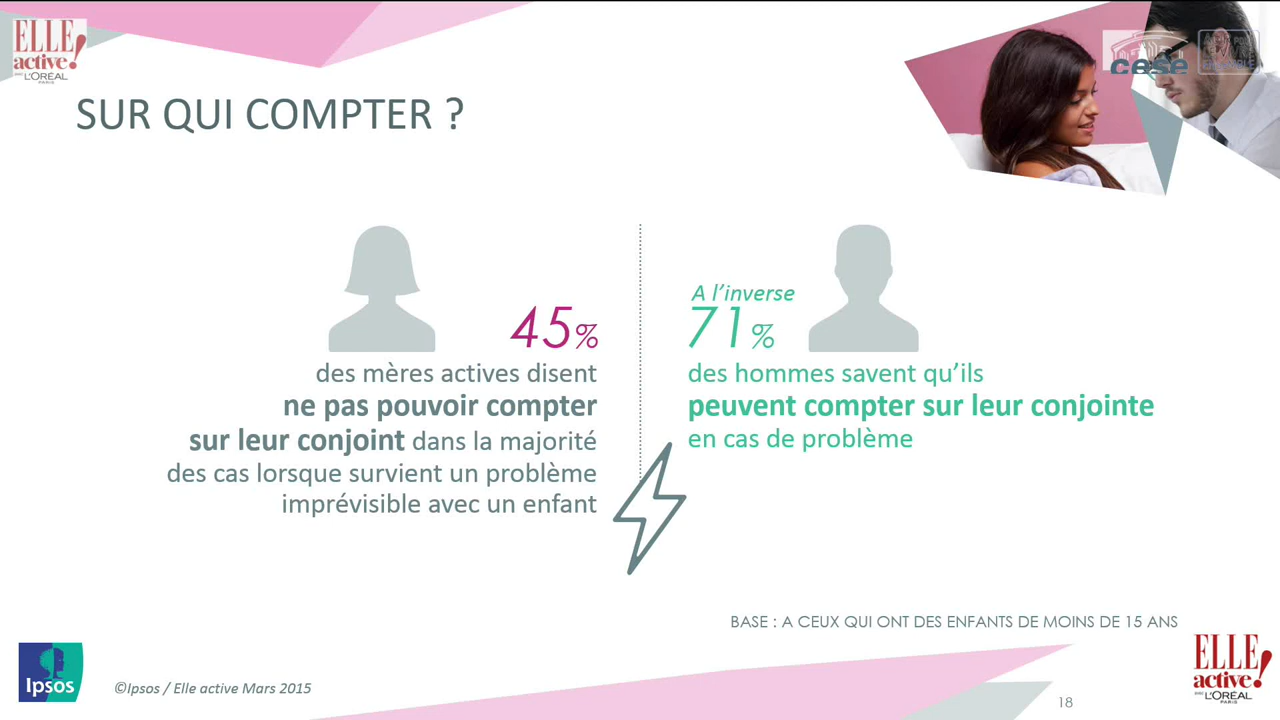 ELLE
active!
avec L'ORÉAL
PARIS
cese
SUR QUI COMPTER ?
45%
des mères actives disent
ne pas pouvoir compter
sur leur conjoint dans la majorité
des cas lorsque survient un problème
imprévisible avec un enfant
A l’inverse
71%
des hommes savent qu’ils
peuvent compter sur leur conjointe
en cas de problème
BASE : A CEUX QUI ONT DES ENFANTS DE MOINS DE 15 ANS
Ipsos
©Ipsos / Elle active Mars 2015
18
ELLE
active!
avec L'ORÉAL
PARIS